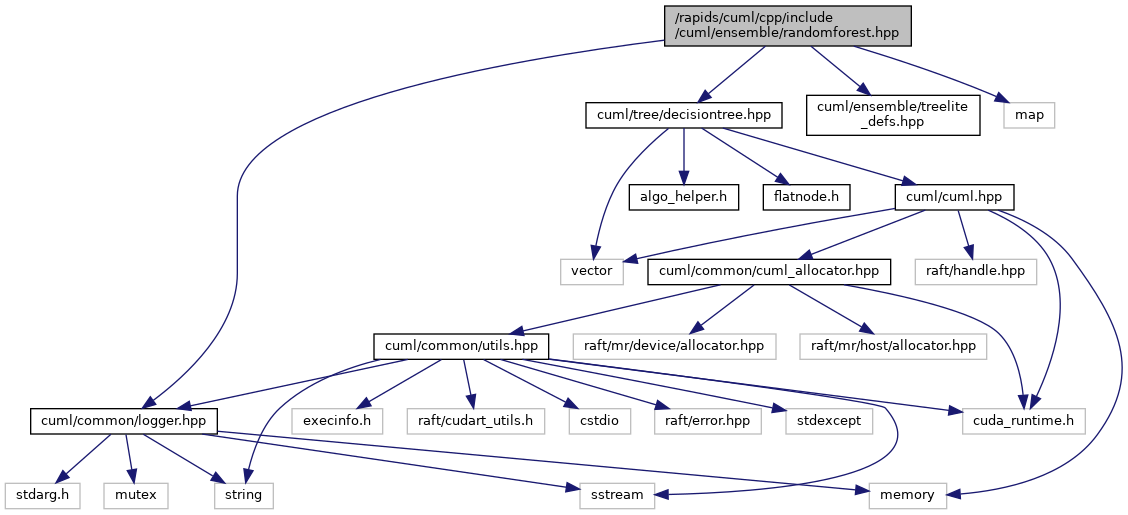 /rapids/cuml/cpp/include
/cuml/ensemble/randomforest.hpp
cuml/tree/decisiontree.hpp
cuml/ensemble/treelite
_defs.hpp
map
algo_helper.h
flatnode.h
cuml/cuml.hpp
vector
cuml/common/cuml_allocator.hpp
raft/handle.hpp
cuml/common/utils.hpp
raft/mr/device/allocator.hpp
raft/mr/host/allocator.hpp
cuml/common/logger.hpp
execinfo.h
raft/cudart_utils.h
cstdio
raft/error.hpp
stdexcept
cuda_runtime.h
stdarg.h
mutex
string
sstream
memory